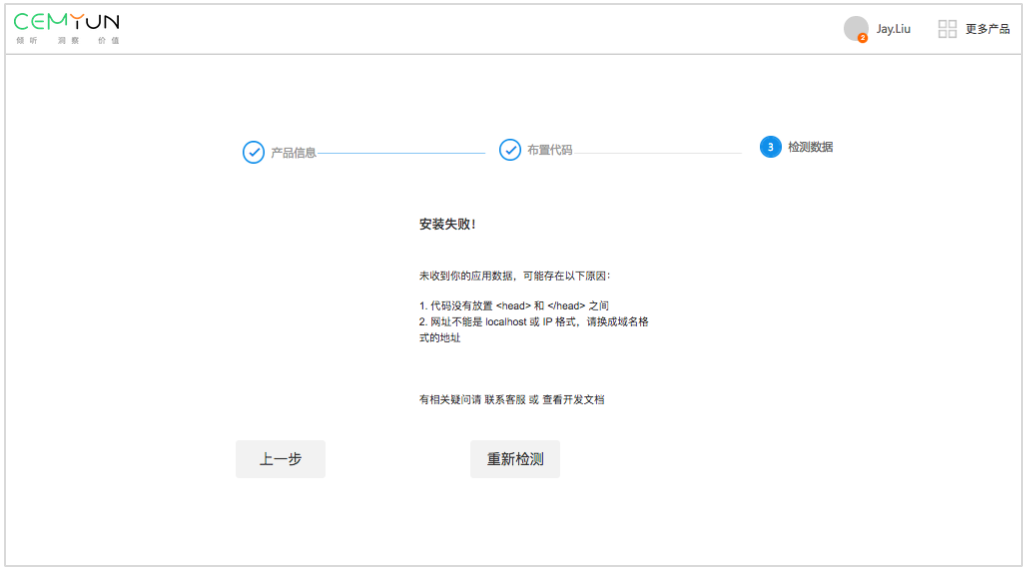 CEMYUN
倾听 洞察 价值
2
Jay.Liu
更多产品
产品信息
布置代码
3
检测数据
安装失败！
未收到你的应用数据，可能存在以下原因：
1. 代码没有放置 <head> 和 </head> 之间
2. 网址不能是 localhost 或 IP 格式，请换成域名格
式的地址
有相关疑问请 联系客服 或 查看开发文档
上一步
重新检测